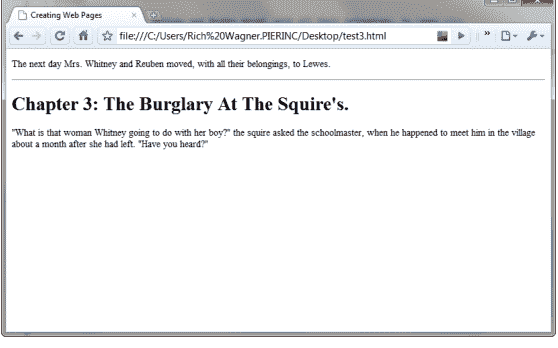 Creating Web Pages
file:///C:/Users/Rich%20Wagner.PIERINC/Desktop/test3.html
The next day Mrs. Whitney and Reuben moved, with all their belongings, to Lewes.
Chapter 3: The Burglary At The Squire's.
"What is that woman Whitney going to do with her boy?" the squire asked the schoolmaster, when he happened to meet him in the village
about a month after she had left. "Have you heard?"